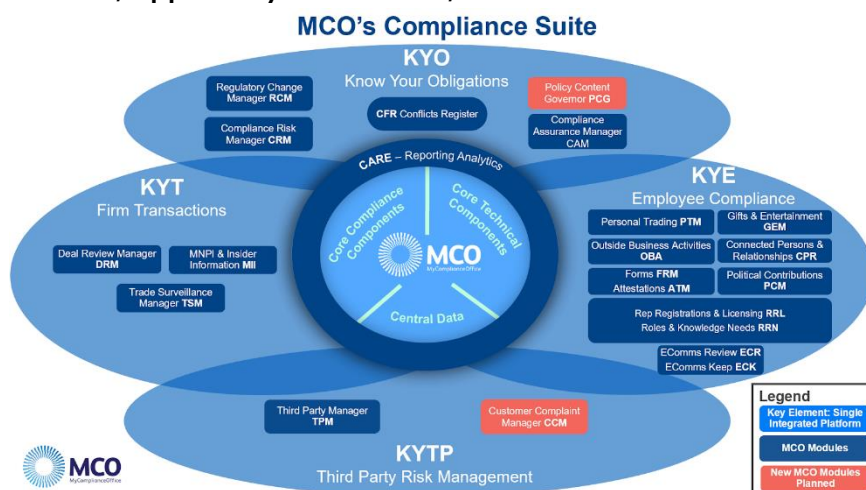 MCO's Compliance Suite
KYO
Know Your Obligations
Regulatory Change
Manager RCM
Compliance Risk
Manager CRM
CFR Conflicts Register
Policy Content
Governor PCG
Compliance
Assurance Manager
CAM
CARE – Reporting Analytics
Core Compliance
Components
Core Technical
Components
MCO
MyComplianceOffice
Central Data
KYT
Firm Transactions
Deal Review Manager
DRM
MNPI & Insider
Information MII
Trade Surveillance
Manager TSM
KYE
Employee Compliance
Personal Trading PTM
Gifts & Entertainment
GEM
Outside Business Activities
OBA
Connected Persons &
Relationships CPR
Forms FRM
Attestations ATM
Political Contributions
PCM
Rep Registrations & Licensing RRL
Roles & Knowledge Needs RRN
EComms Review ECR
EComms Keep ECK
Third Party Manager
TPM
Customer Complaint
Manager CCM
KYTP
Third Party Risk Management
Legend
Key Element: Single
Integrated Platform
MCO Modules
New MCO Modules
Planned
MCO
MyComplianceOffice